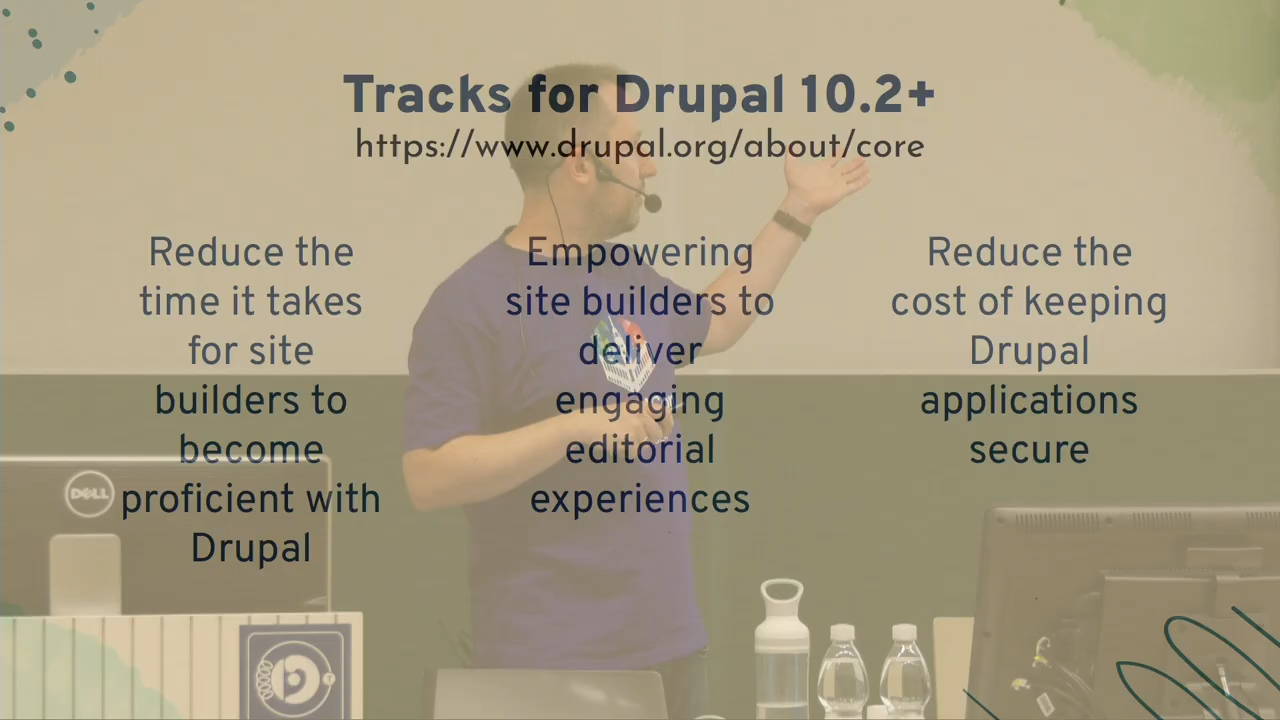 Tracks for Drupal 10.2+
https://www.drupal.org/about/core
Reduce the
time it takes
for site
builders to
become
proficient with
Drupal
Empowering
site builders to
deliver
engaging
editorial
experiences
Reduce the
cost of keeping
Drupal
applications
secure
DELL